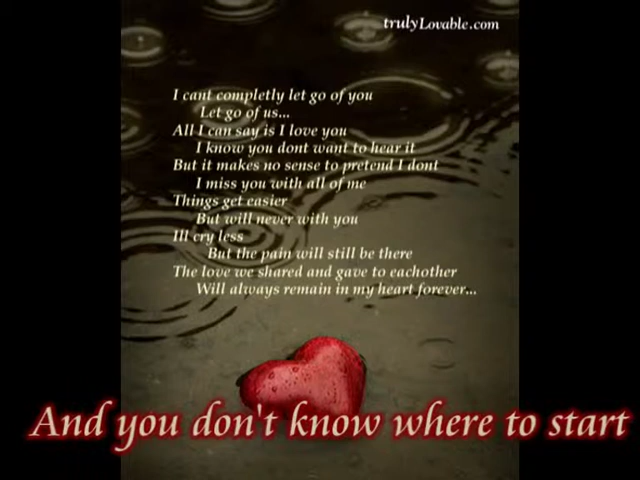 trulyLovable.com
I cant completly let go of you
Let go of us...
All I can say is I love you
I know you dont want to hear it
But it makes no sense to pretend I dont
I miss you with all of me
Things get easier
But will never with you
Ill cry less
But the pain will still be there
The love we shared and gave to eachother
Will always remain in my heart forever...
And you don't know where to start